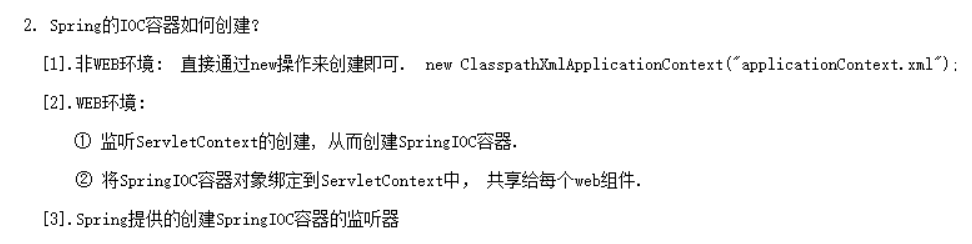 2. Spring的IOC容器如何创建?
[1].非WEB环境: 直接通过new操作来创建即可. new ClasspathXmlApplicationContext("applicationContext.xml");
[2].WEB环境:
① 监听ServletContext的创建, 从而创建SpringIOC容器.
② 将SpringIOC容器对象绑定到ServletContext中, 共享给每个web组件.
[3].Spring提供的创建SpringIOC容器的监听器